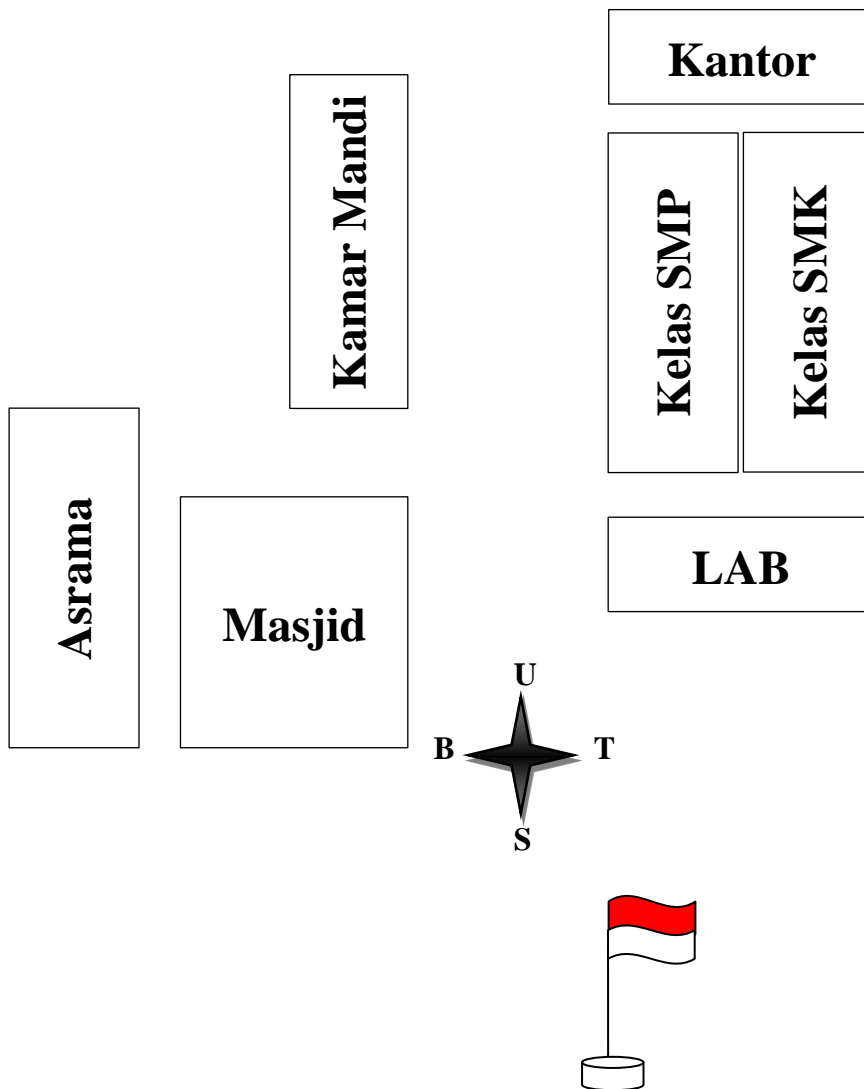 Kantor
Kamar Mandi
Kelas SMP
Kelas SMK
Asrama
Masjid
LAB
U
B
T
S